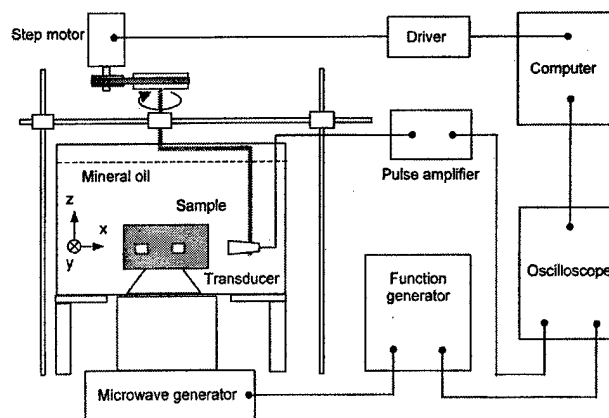 Step motor
Driver
Computer
Mineral oil
Pulse amplifier
z
Sample
x
y
Transducer
Function
generator
Oscilloscope
Microwave generator